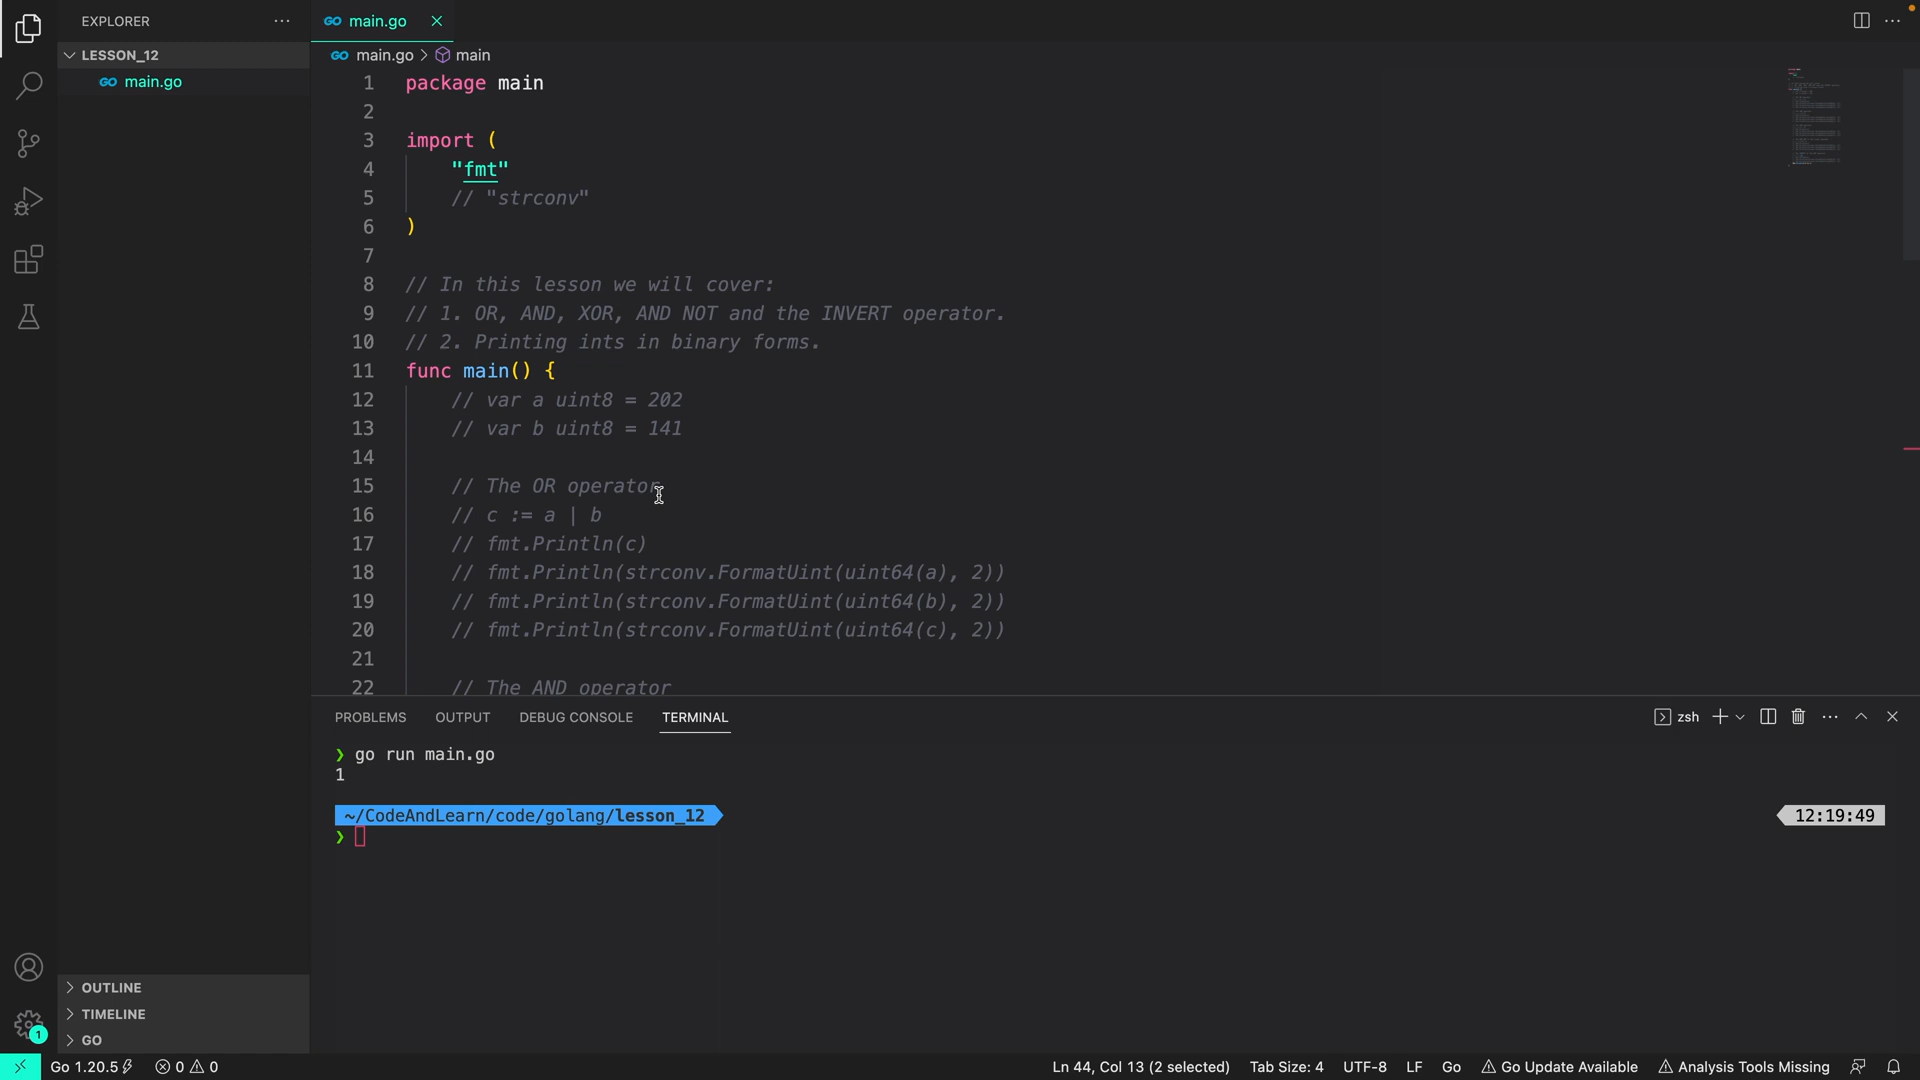 EXPLORER
LESSON_12
GO main.go
GO main.go
GO main.go > main
1 package main
2
3 import (
4 "fmt"
5 // "strconv"
6 )
7
8 // In this lesson we will cover:
9 // 1. OR, AND, XOR, AND NOT and the INVERT operator.
10 // 2. Printing ints in binary forms.
11 func main() {
12 // var a uint8 = 202
13 // var b uint8 = 141
14
15 // The OR operator
16 // c := a | b
17 // fmt.Println(c)
18 // fmt.Println(strconv.FormatUint(uint64(a), 2))
19 // fmt.Println(strconv.FormatUint(uint64(b), 2))
20 // fmt.Println(strconv.FormatUint(uint64(c), 2))
21
22 // The AND operator
PROBLEMS OUTPUT DEBUG CONSOLE TERMINAL
zsh
❯ go run main.go
1
~/CodeAndLearn/code/golang/lesson_12
12:19:49
❯
OUTLINE
TIMELINE
GO
1
Go 1.20.5 0 0
Ln 44, Col 13 (2 selected) Tab Size: 4 UTF-8 LF Go Go Update Available Analysis Tools Missing